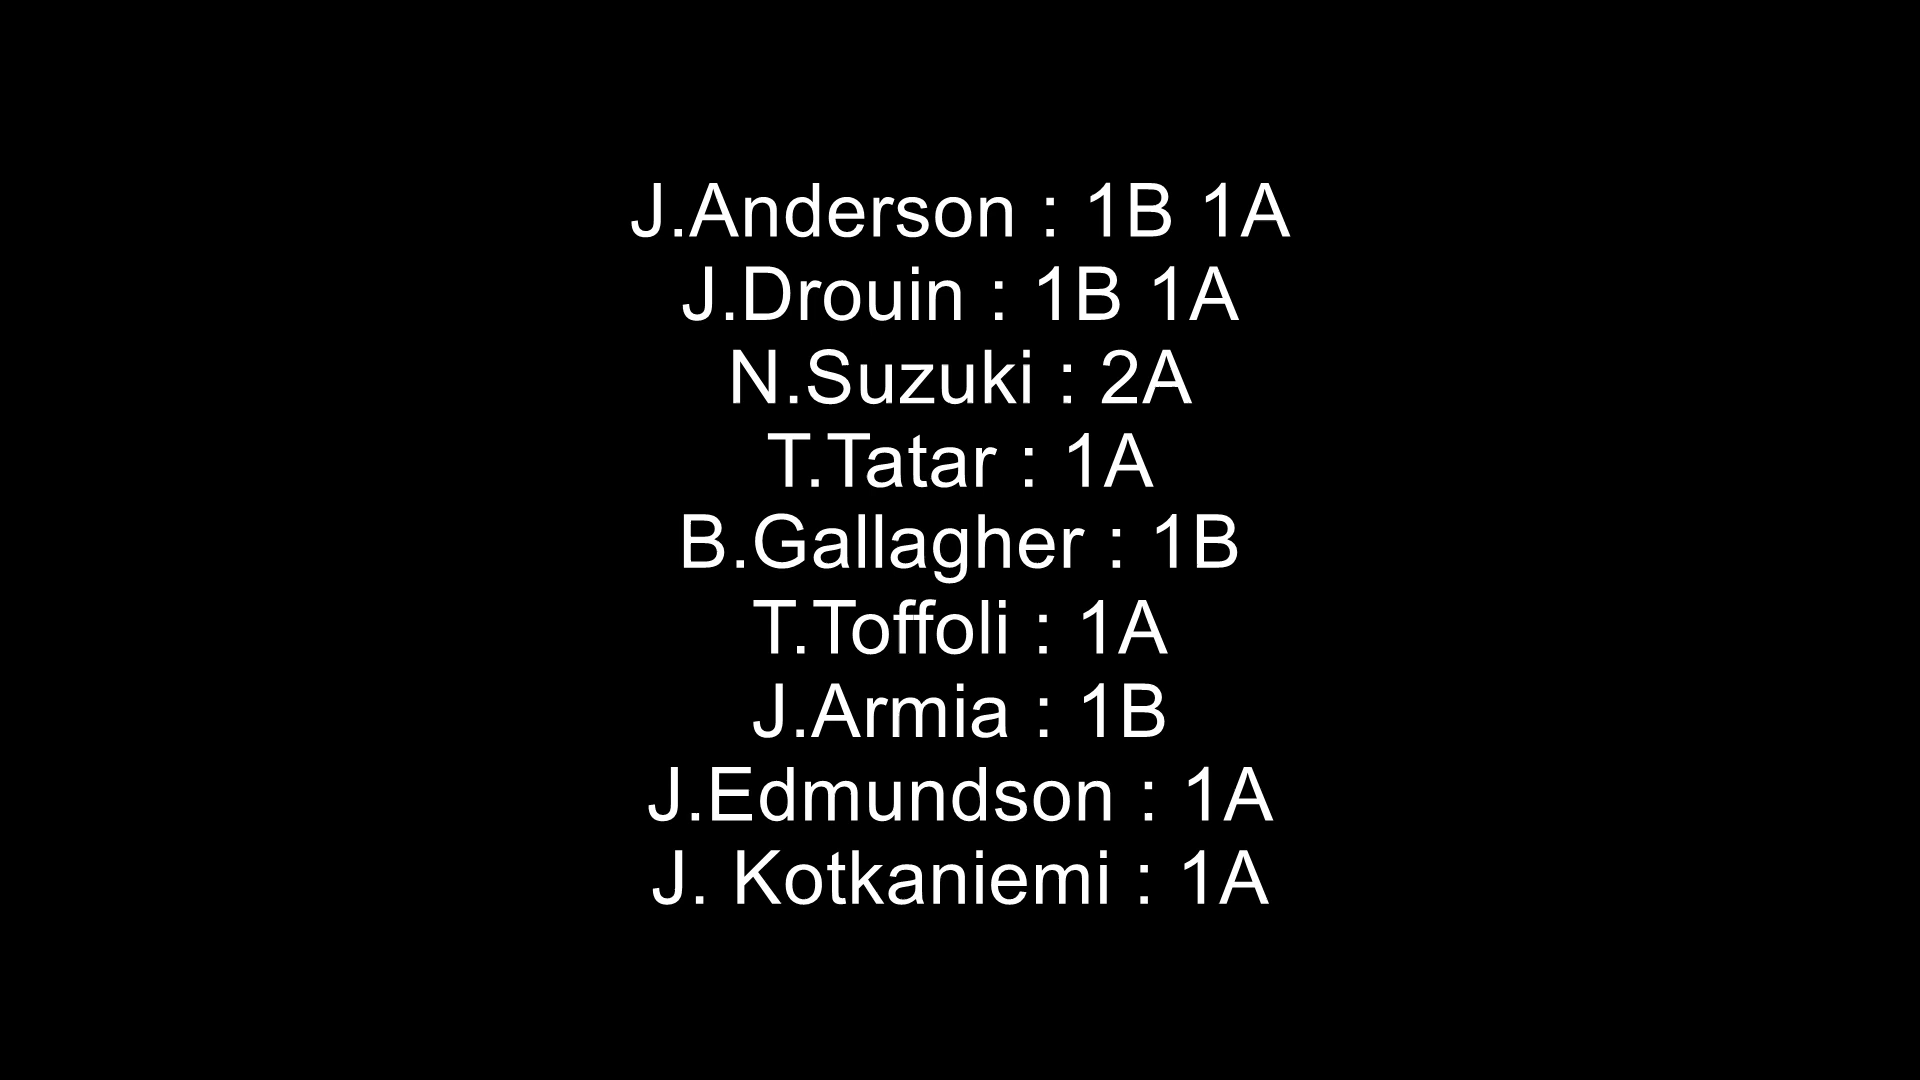 J.Anderson : 1B 1A
J.Drouin : 1B 1A
N.Suzuki : 2A
T.Tatar : 1A
B.Gallagher : 1B
T.Toffoli : 1A
J.Armia : 1B
J.Edmundson : 1A
J. Kotkaniemi : 1A